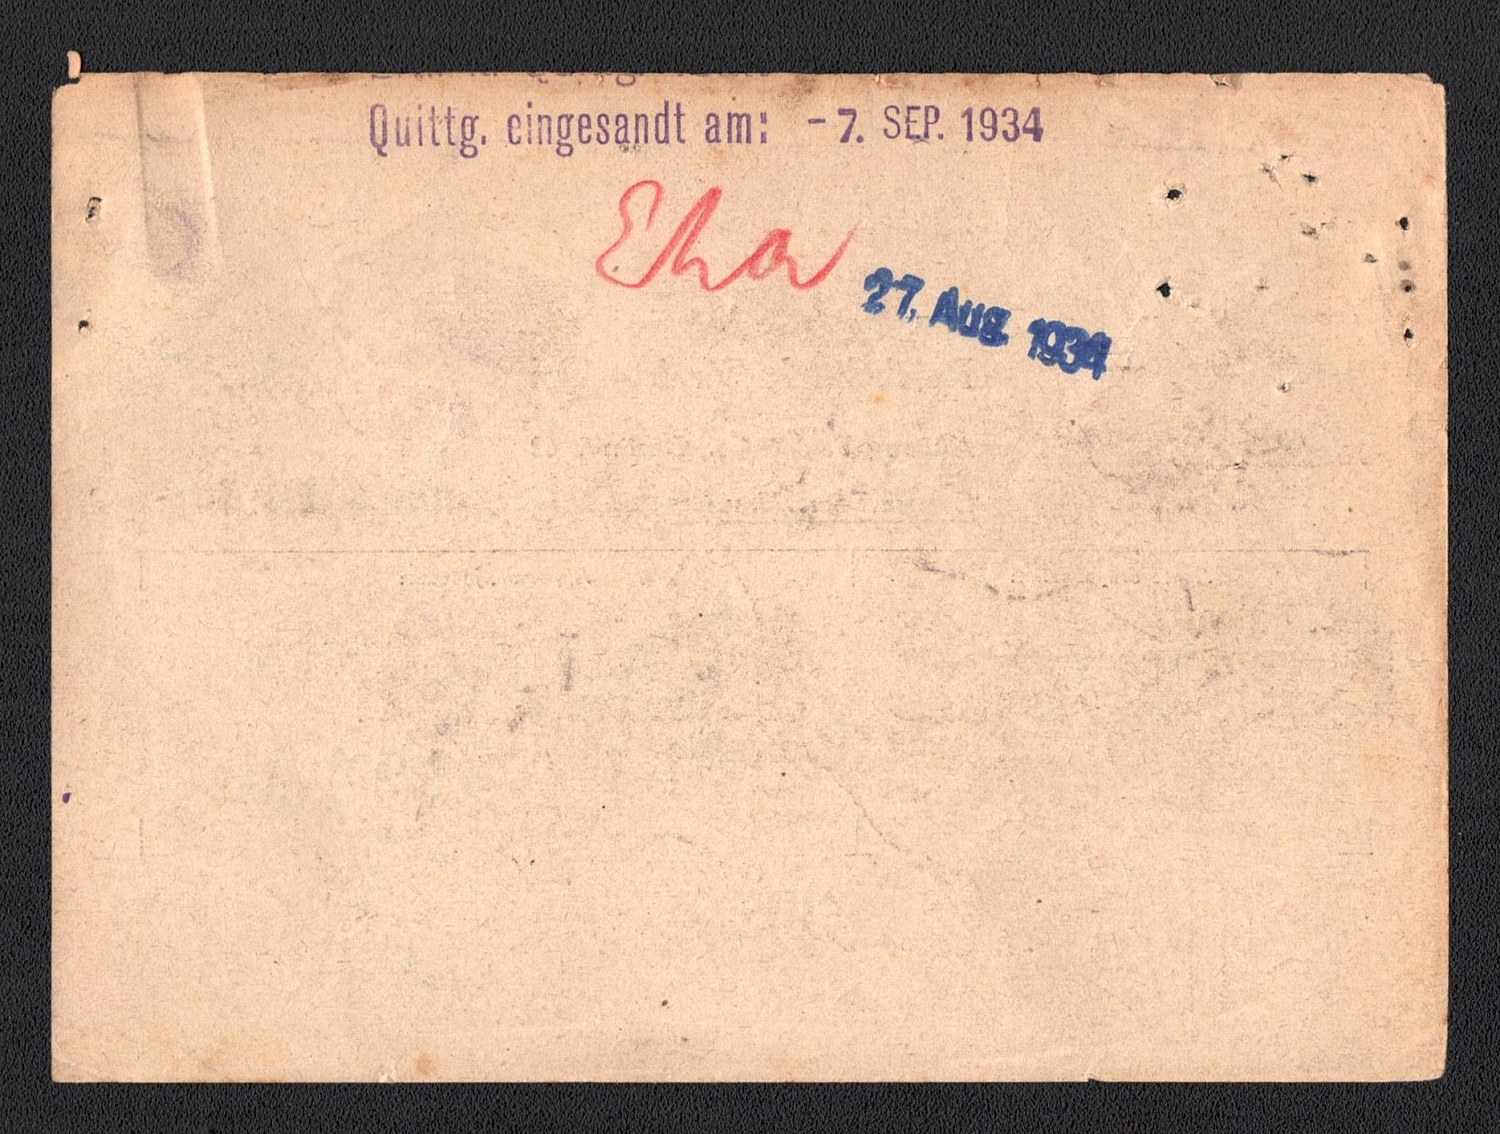 Quittg. eingesandt am: - 7. SEP. 1934
Eha
27. Aug. 1934